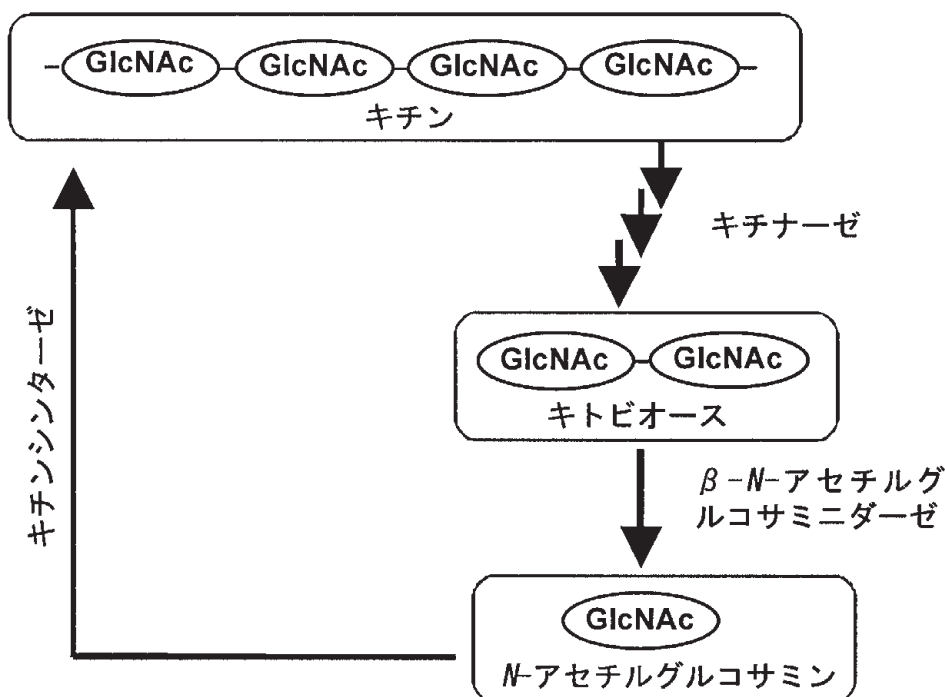 GlcNAc GlcNAc GlcNAc GlcNAc
キチン
キチナーゼ
キチンシンターゼ
GlcNAc GlcNAc
キトビオース
β-N-アセチルグ
ルコサミニダーゼ
GlcNAc
N-アセチルグルコサミン